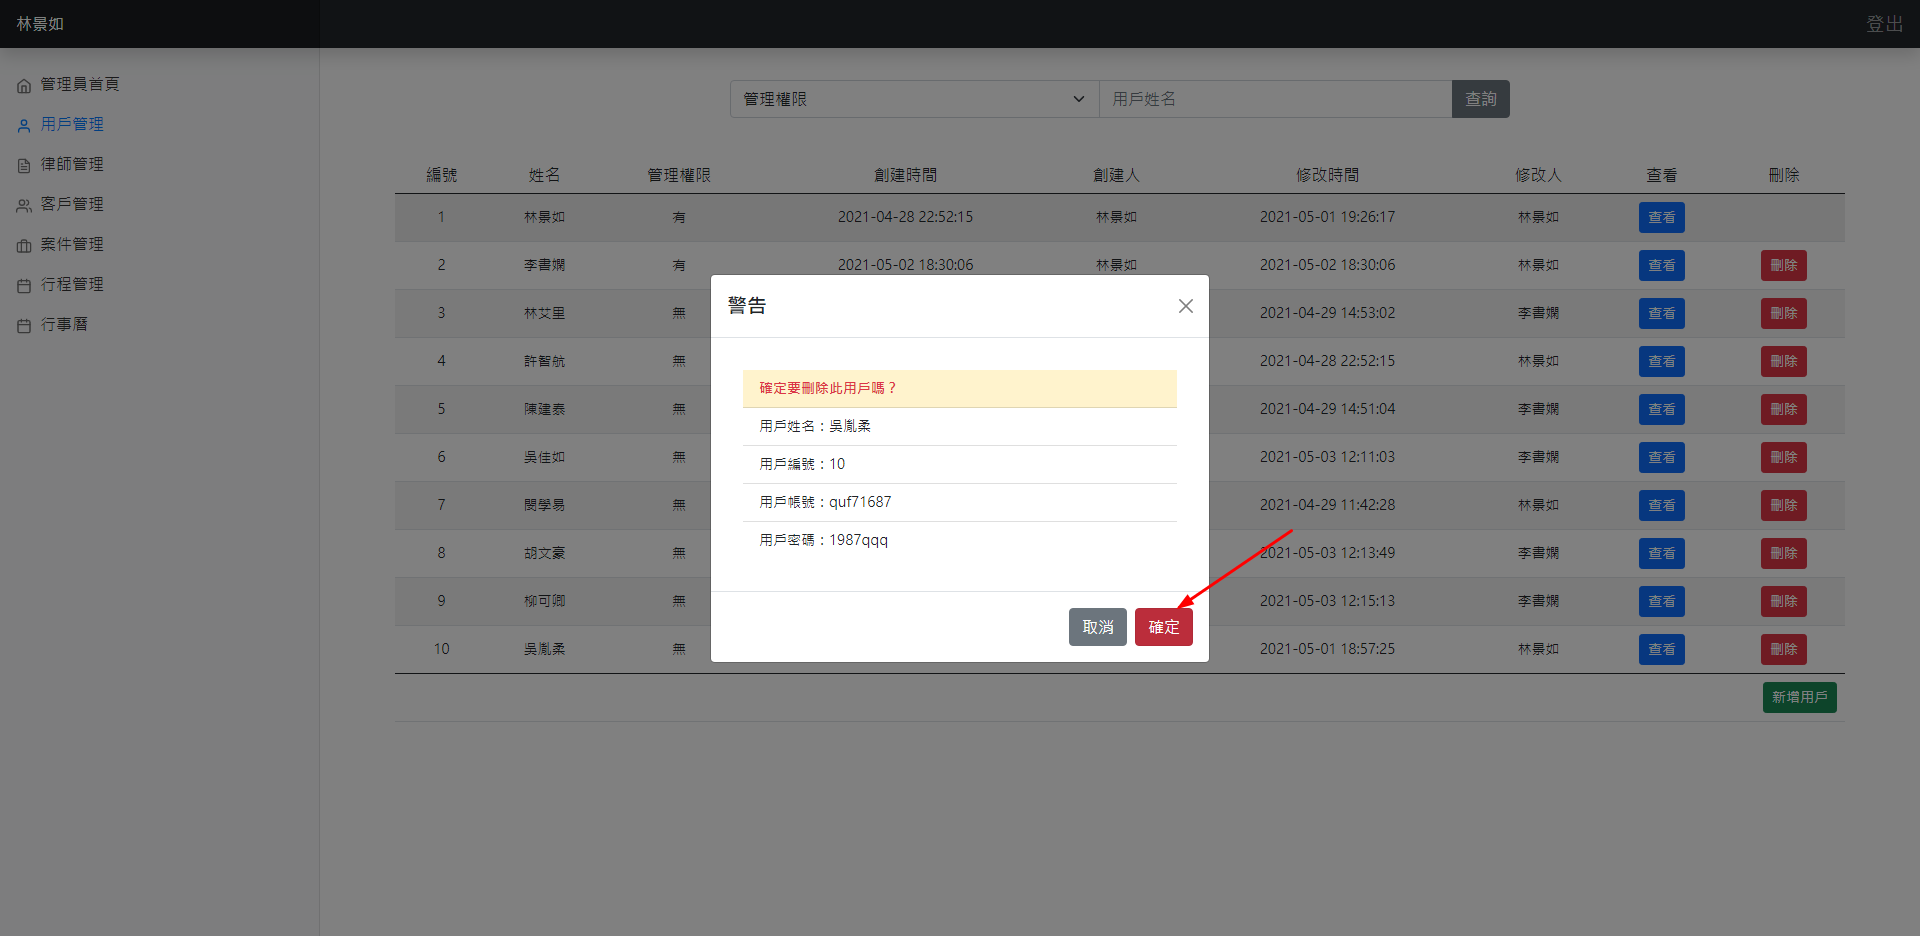 林景如
登出
管理員首頁
用戶管理
律師管理
客戶管理
案件管理
行程管理
行事曆
管理權限 用戶姓名 查詢
編號 姓名 管理權限 創建時間 創建人 修改時間 修改人 查看 刪除
1 林景如 有 2021-04-28 22:52:15 林景如 2021-05-01 19:26:17 林景如 查看
2 李書嫻 有 2021-05-02 18:30:06 林景如 2021-05-02 18:30:06 林景如 查看 刪除
3 林艾里 無 2021-04-29 14:53:02 李書嫻 查看 刪除
4 許智航 無 2021-04-28 22:52:15 林景如 查看 刪除
5 陳建泰 無 2021-04-29 14:51:04 李書嫻 查看 刪除
6 吳佳如 無 2021-05-03 12:11:03 李書嫻 查看 刪除
7 閔學易 無 2021-04-29 11:42:28 林景如 查看 刪除
8 胡文豪 無 2021-05-03 12:13:49 李書嫻 查看 刪除
9 柳可卿 無 2021-05-03 12:15:13 李書嫻 查看 刪除
10 吳胤柔 無 2021-05-01 18:57:25 林景如 查看 刪除
新增用戶
警告
確定要刪除此用戶嗎？
用戶姓名：吳胤柔
用戶編號：10
用戶帳號：quf71687
用戶密碼：1987qqq
取消 確定